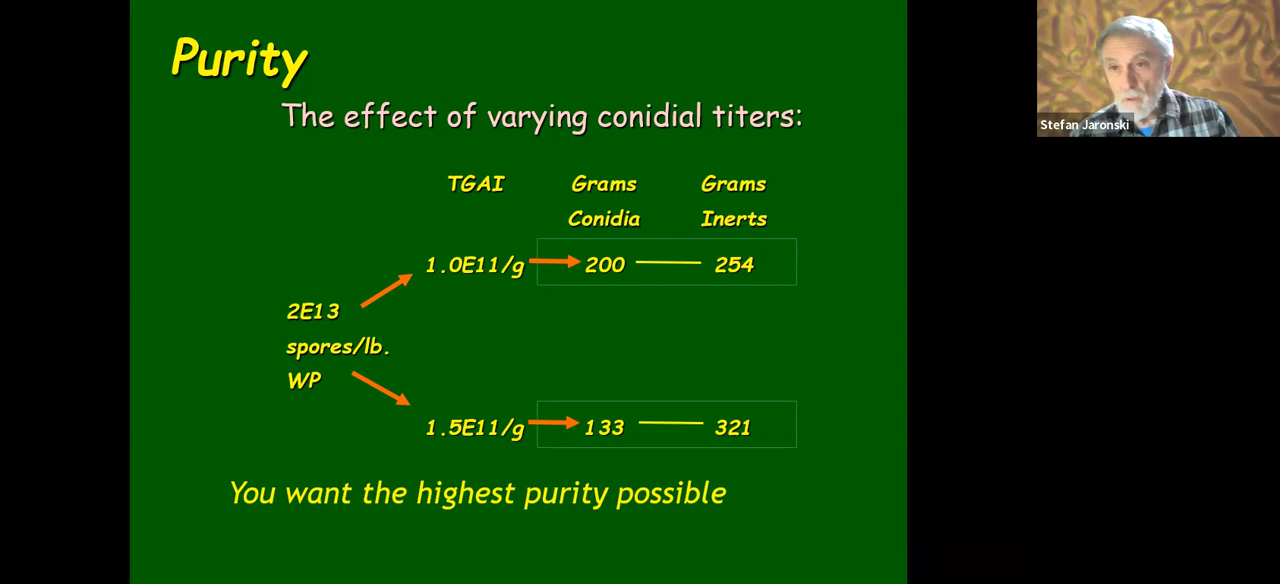 Purity
The effect of varying conidial titers:
TGAI Grams Grams
Conidia Inerts
1.0E11/g 200 254
2E13
spores/lb.
WP
1.5E11/g 133 321
You want the highest purity possible
Stefan Jaronski